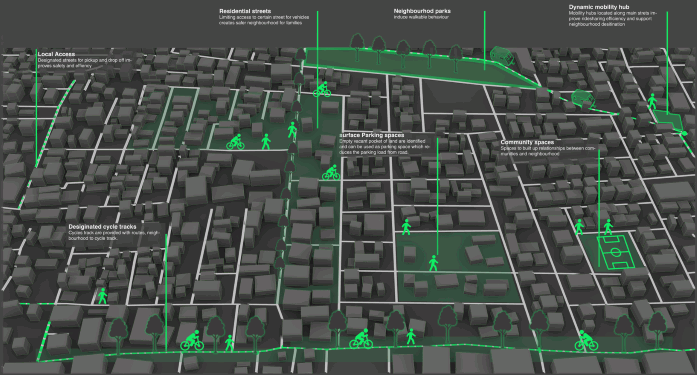 Residential streets
Limiting access to certain street for vehicles
creates safer neighbourhood for families
Neighbourhod parks
induce walkable behaviour
Dynamic mobility hub
Mobility hubs located along main streets im-
prove ridesharing efficiency and support
neighbourhood destination
Local Access
Designated streets for pickup and drop off im-
proves safety and effiency
surface Parking spaces
Empty vacant pocket of land are identified
and can be used as parking space which re-
duces the parking load from road.
Community spaces
Spaces to built up relationships between com-
munities and neighbourhood
Desiginated cycle tracks
Cycles track are provided with routes, neigh-
bourhood to cycle track.